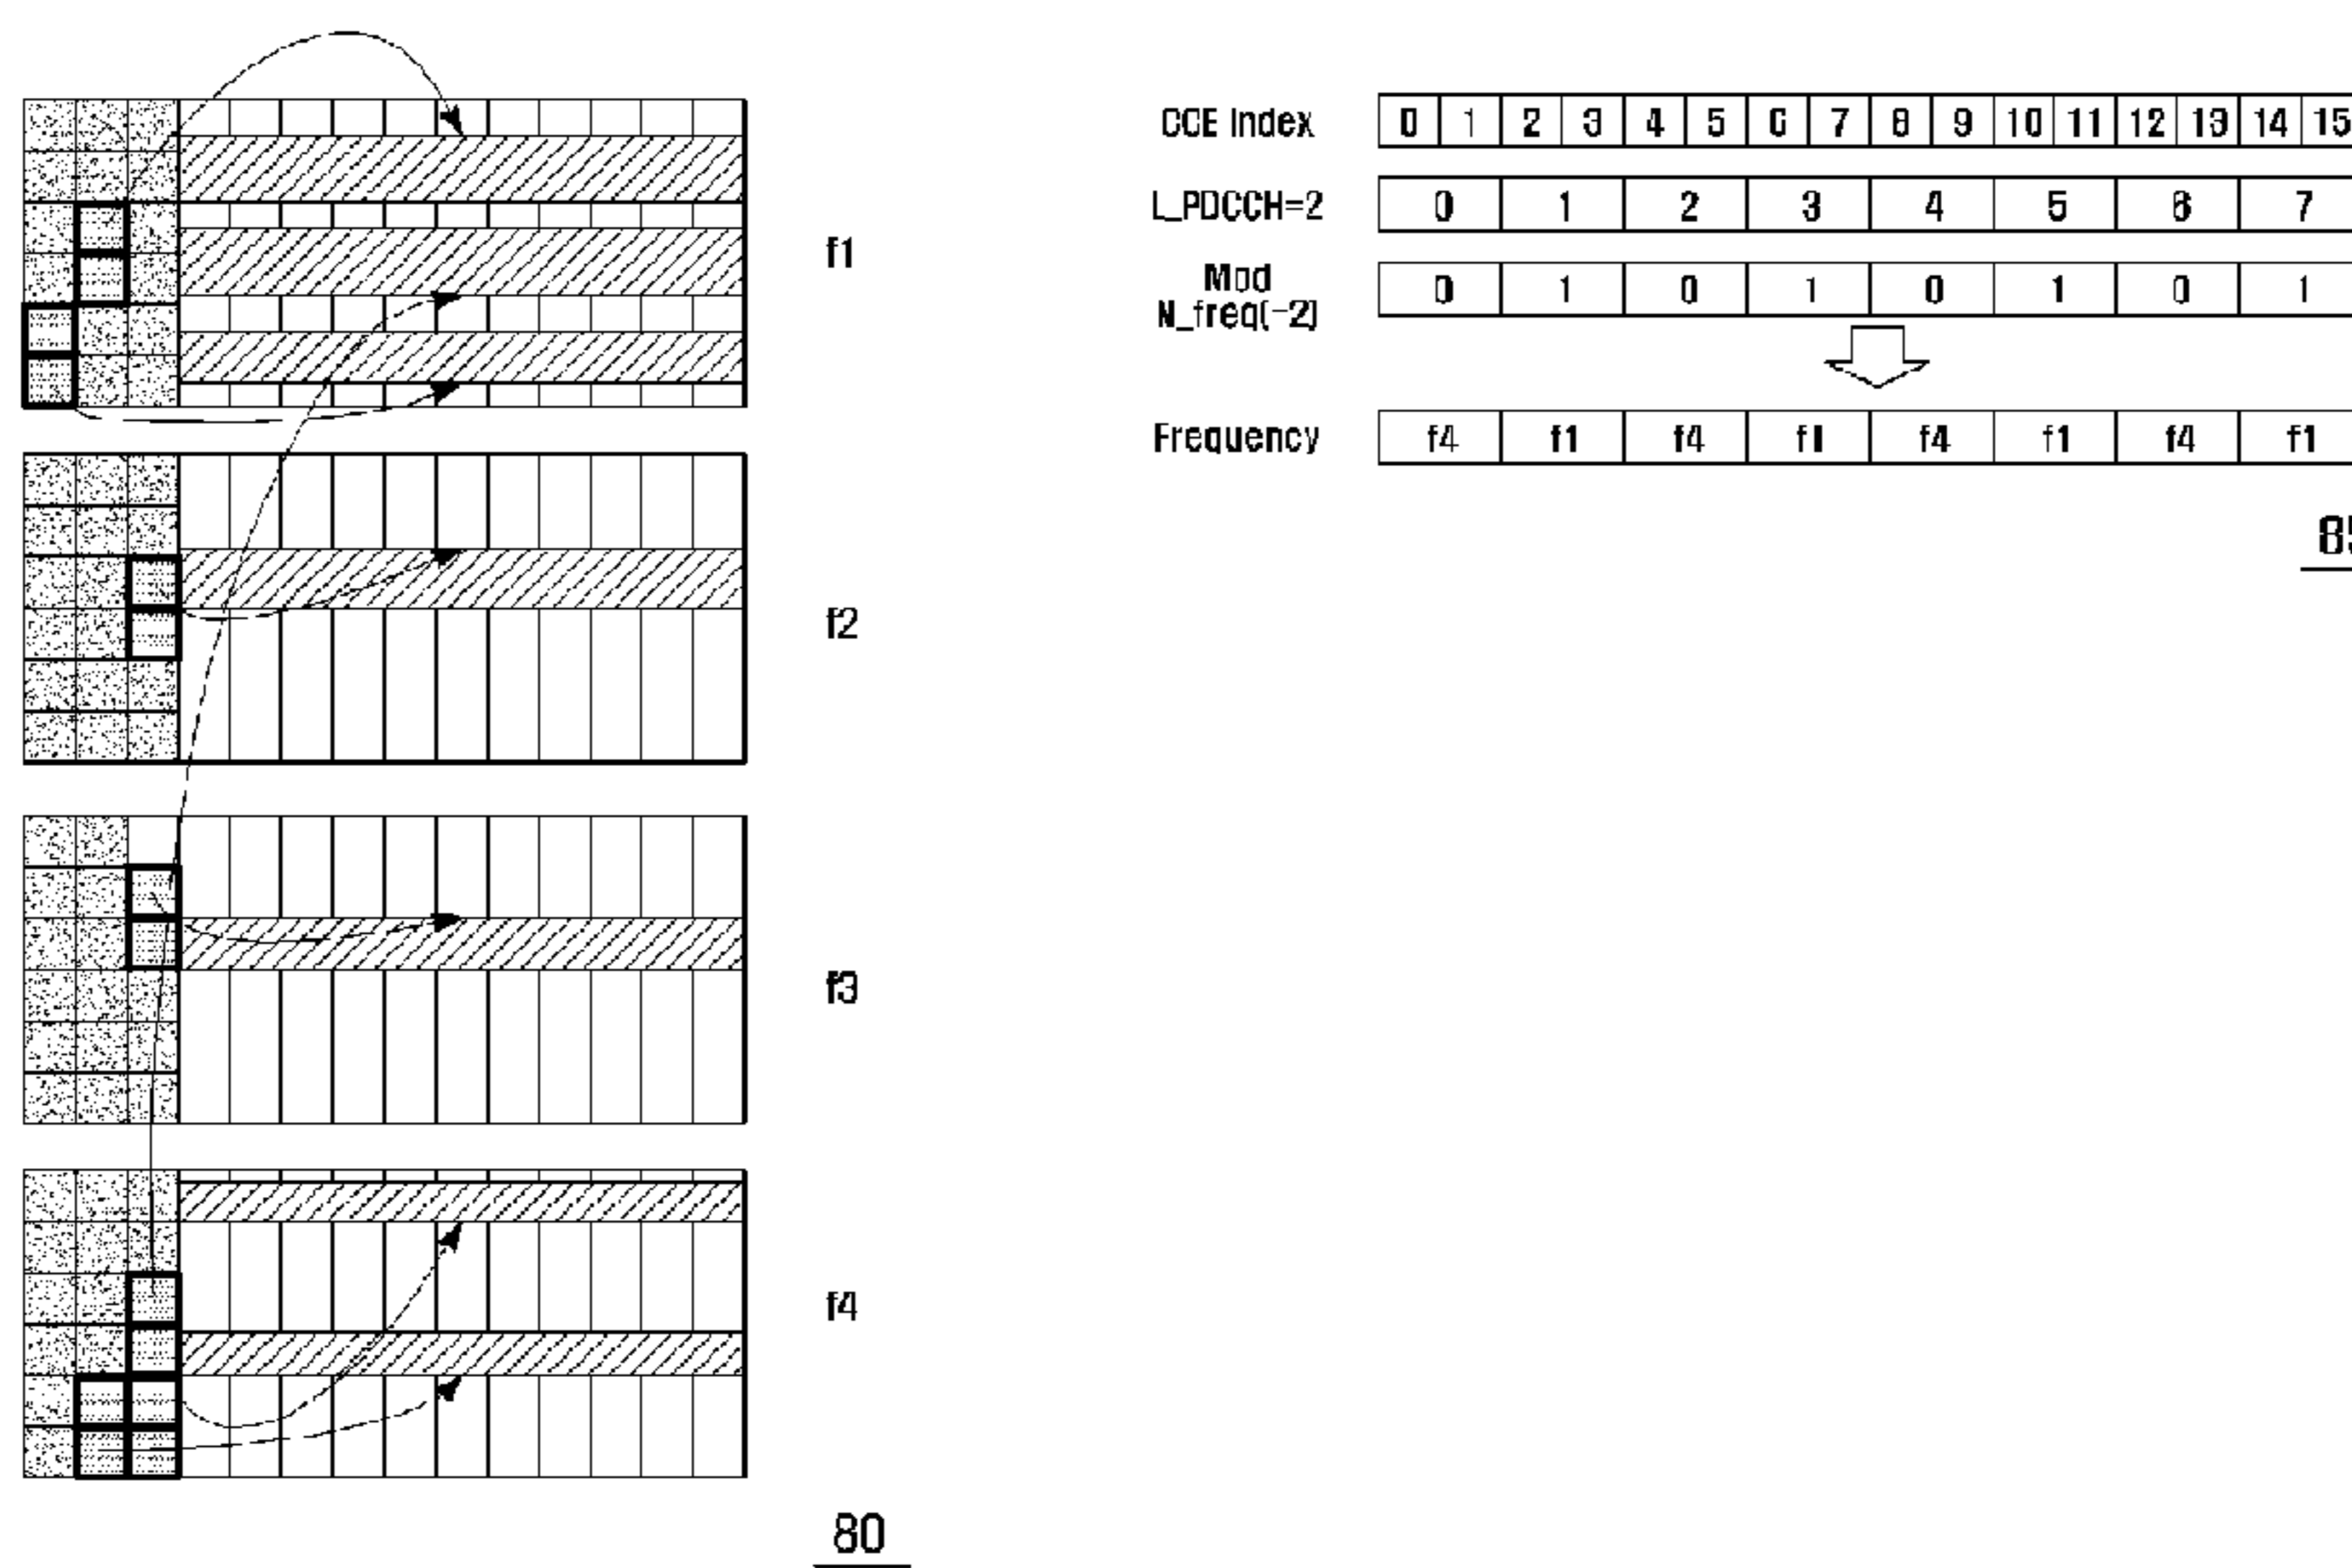 f1
f2
f3
f4
80
CCE Index 0 1 2 3 4 5 6 7 8 9 10 11 12 13 14 15
L_PDCCH=2 0 1 2 3 4 5 6 7
Mod
N_freq(-2) 0 1 0 1 0 1 0 1
Frequency f4 f1 f4 f1 f4 f1 f4 f1